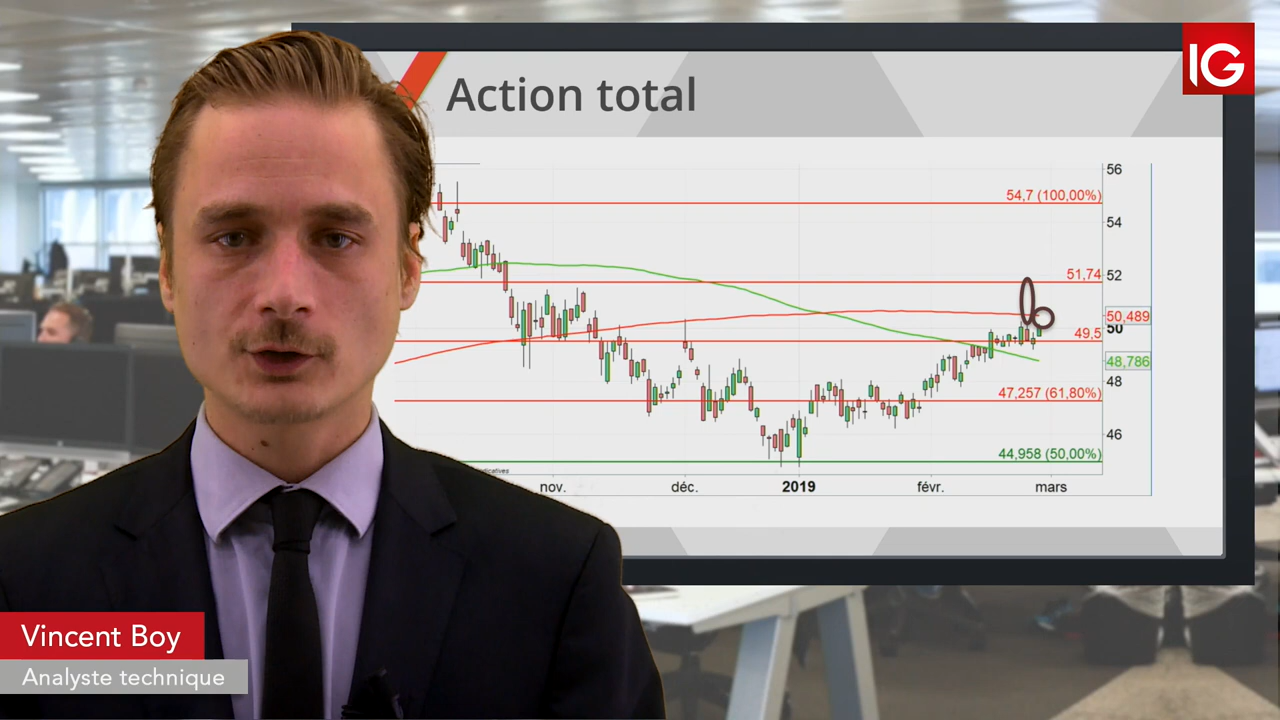 IG
Action total
56
54,7 (100,00%)
54
52
51,74
50,489
50
49,5
48,786
48
47,257 (61,80%)
46
44,958 (50,00%)
nov.
déc.
2019
févr.
mars
Vincent Boy
Analyste technique